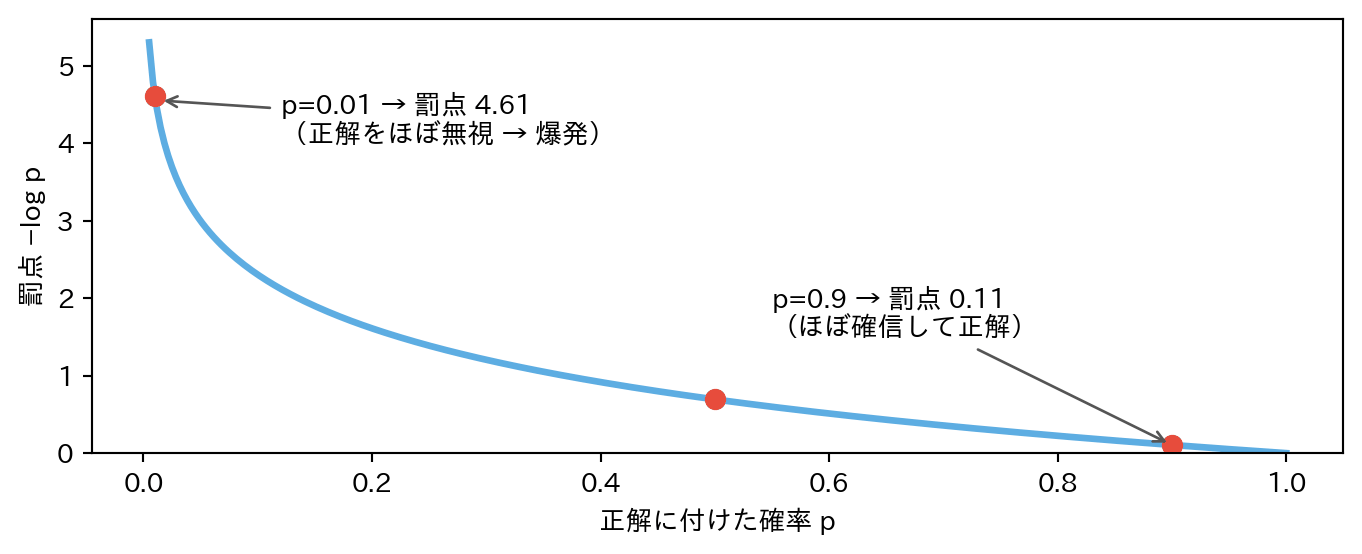 罰点 −log p
5
4
3
2
1
0
p=0.01 → 罰点 4.61
（正解をほぼ無視 → 爆発）
p=0.9 → 罰点 0.11
（ほぼ確信して正解）
0.0 0.2 0.4 0.6 0.8 1.0
正解に付けた確率 p